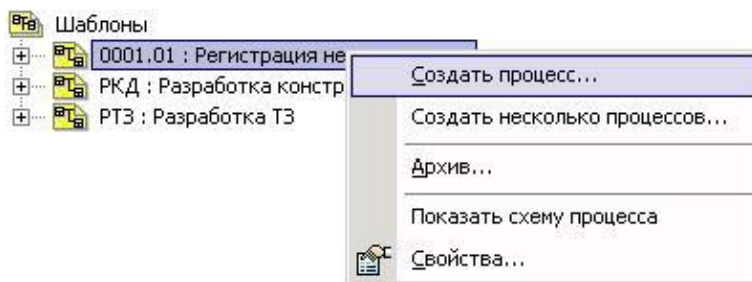 Шаблоны
0001.01 : Регистрация не
РКД : Разработка констр
РТЗ : Разработка ТЗ
Создать процесс...
Создать несколько процессов...
Архив...
Показать схему процесса
Свойства...